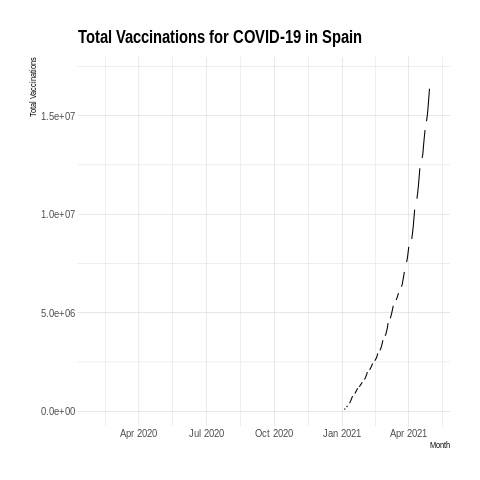 Total Vaccinations for COVID-19 in Spain
Total Vaccinations
1.5e+07
1.0e+07
5.0e+06
0.0e+00
Apr 2020 Jul 2020 Oct 2020 Jan 2021 Apr 2021
Month